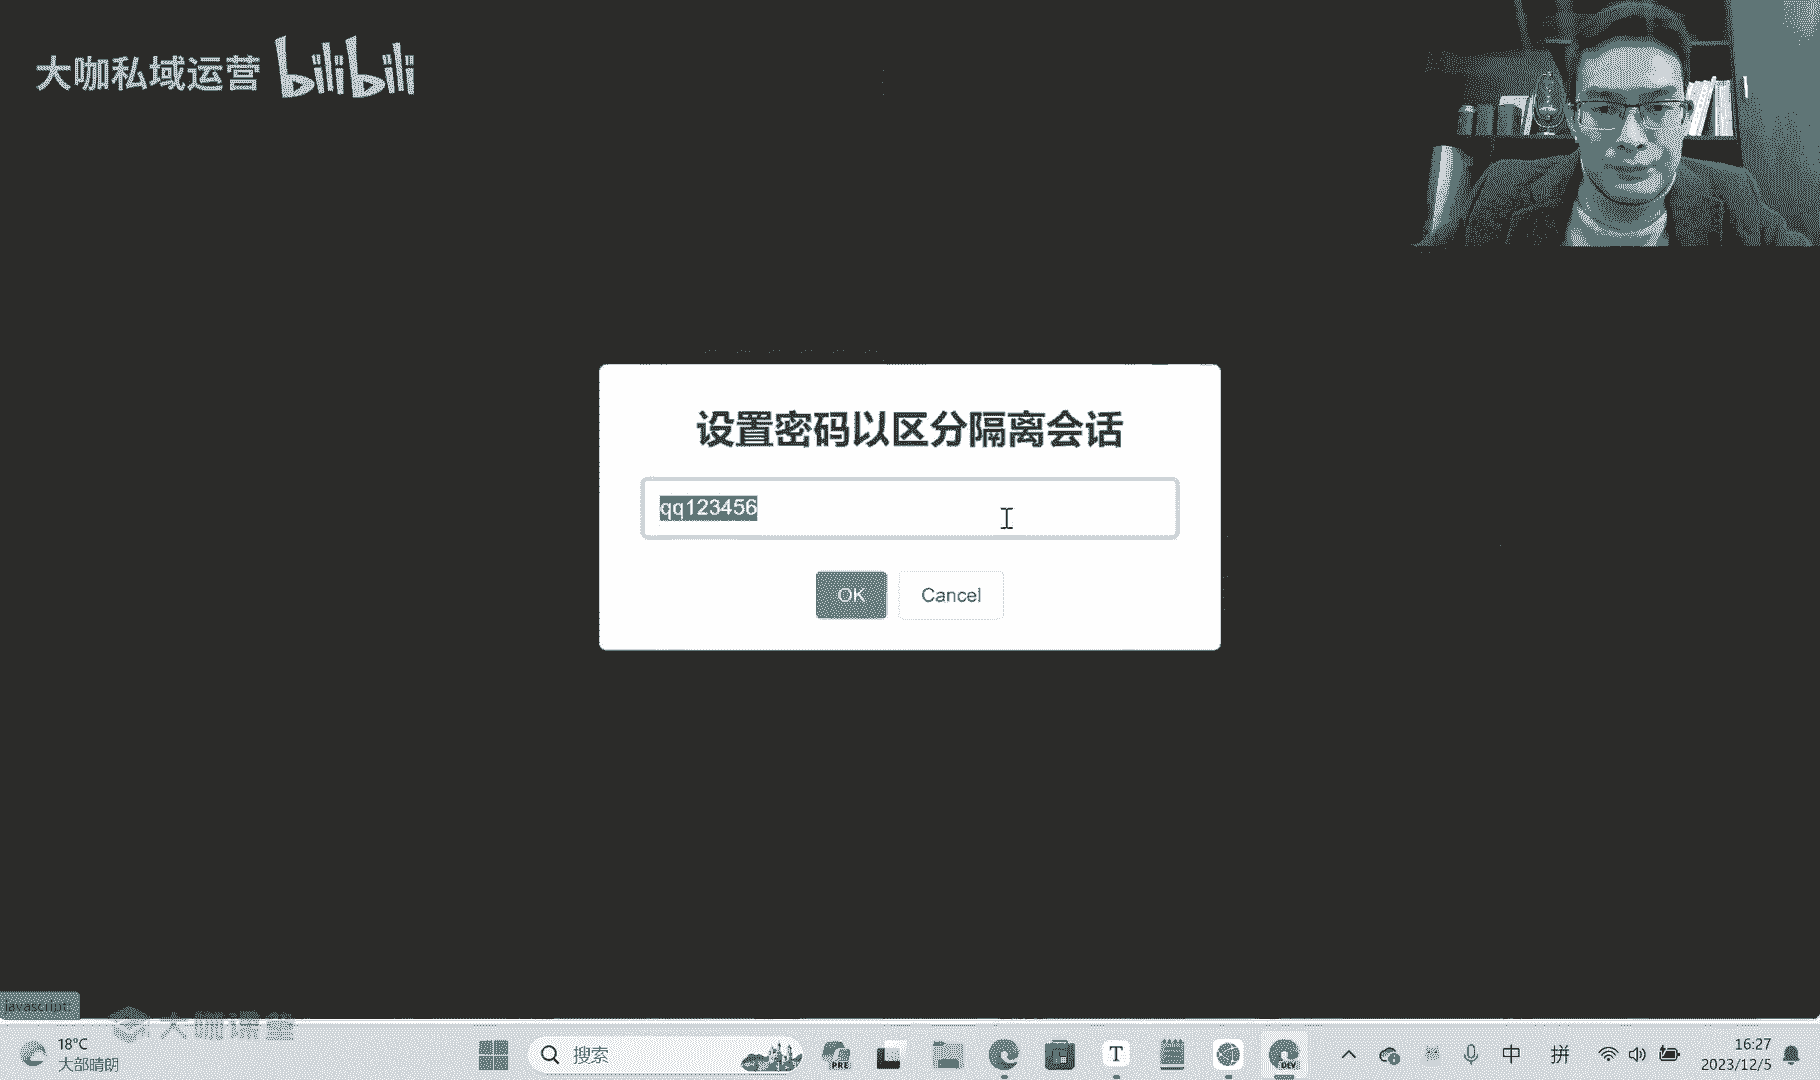 大咖私域运营 bilibili
设置密码以区分隔离会话
qq123456
OK
Cancel
javascript:
大咖课堂
18°C
大部晴朗
搜索
PRE
T
DEV
中
拼
16:27
2023/12/5